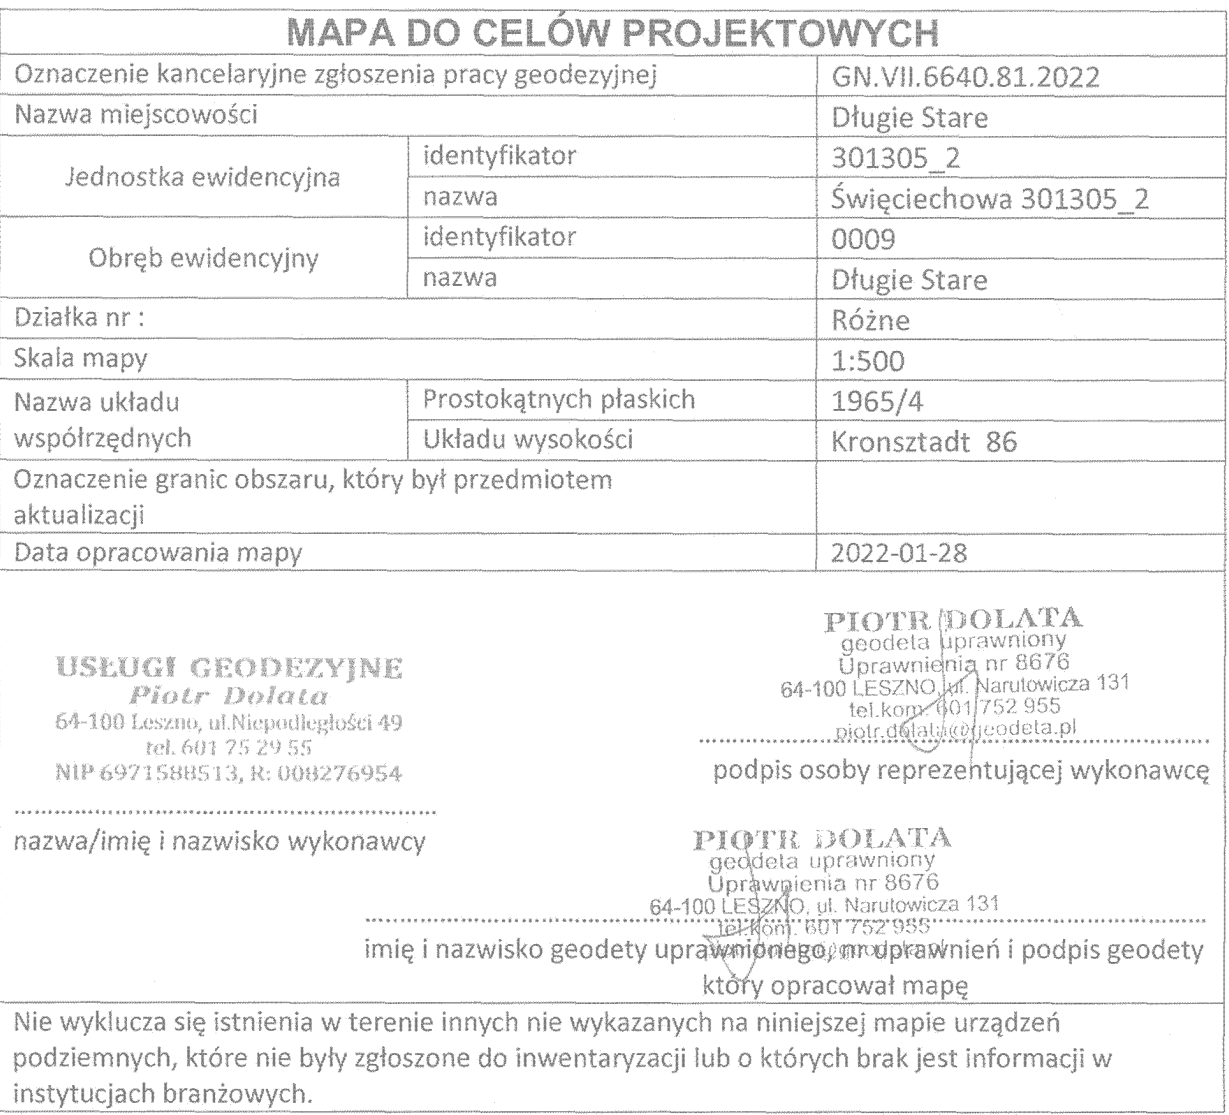 MAPA DO CELÓW PROJEKTOWYCH
Oznaczenie kancelaryjne zgłoszenia pracy geodezyjnej GN.VII.6640.81.2022
Nazwa miejscowości Długie Stare
Jednostka ewidencyjna
identyfikator 301305_2
nazwa Święciechowa 301305_2
Obręb ewidencyjny
identyfikator 0009
nazwa Długie Stare
Działka nr : Różne
Skala mapy 1:500
Nazwa układu
współrzędnych
Prostokątnych płaskich 1965/4
Układu wysokości Kronsztadt 86
Oznaczenie granic obszaru, który był przedmiotem
aktualizacji
Data opracowania mapy 2022-01-28
USŁUGI GEODEZYJNE
Piotr Dolata
64-100 Leszno, ul.Niepodległości 49
tel. 601 75 29 55
NIP 6971588513, R: 008276954
nazwa/imię i nazwisko wykonawcy
PIOTR DOLATA
geodeta uprawniony
Uprawnienia nr 8676
64-100 LESZNO, ul. Narutowicza 131
tel.kom. 601 752 955
piotr.dolata@geodeta.pl
podpis osoby reprezentującej wykonawcę
PIOTR DOLATA
geodeta uprawniony
Uprawnienia nr 8676
64-100 LESZNO, ul. Narutowicza 131
tel.kom. 601 752 955
imię i nazwisko geodety uprawnionego, nr uprawnień i podpis geodety
który opracował mapę
Nie wyklucza się istnienia w terenie innych nie wykazanych na niniejszej mapie urządzeń
podziemnych, które nie były zgłoszone do inwentaryzacji lub o których brak jest informacji w
instytucjach branżowych.